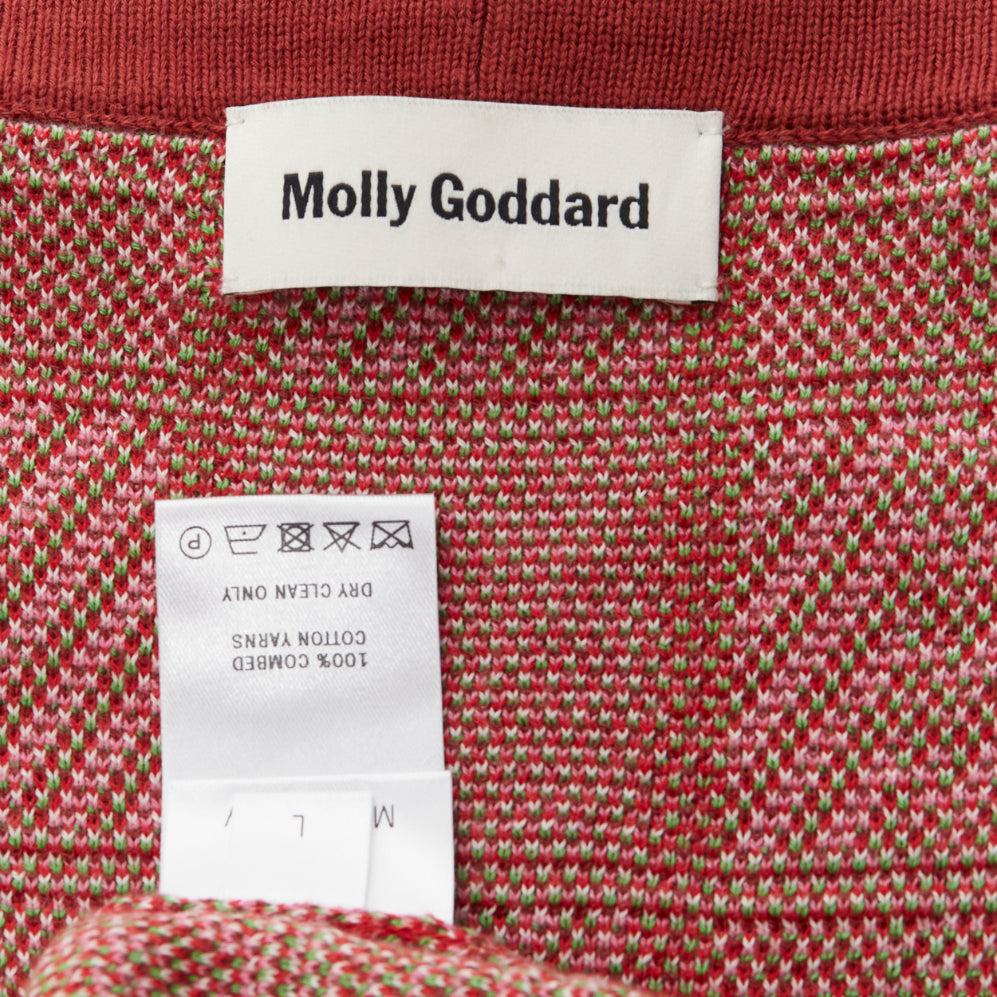 Molly Goddard
L
100% COMBED
COTTON YARNS
DRY CLEAN ONLY
P